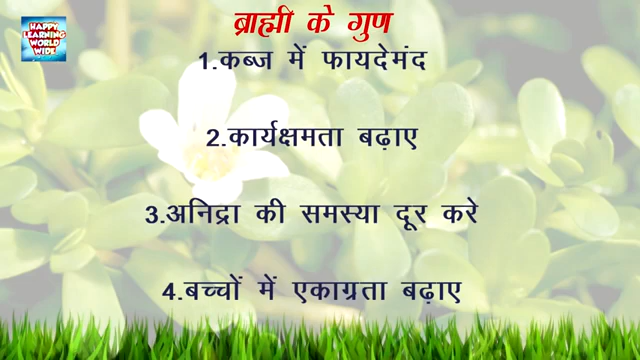 HAPPY
LEARNING
WORLD
WIDE
ब्राह्मी के गुण
1.कब्ज में फायदेमंद
2.कार्यक्षमता बढ़ाए
3.अनिद्रा की समस्या दूर करे
4.बच्चों में एकाग्रता बढ़ाए